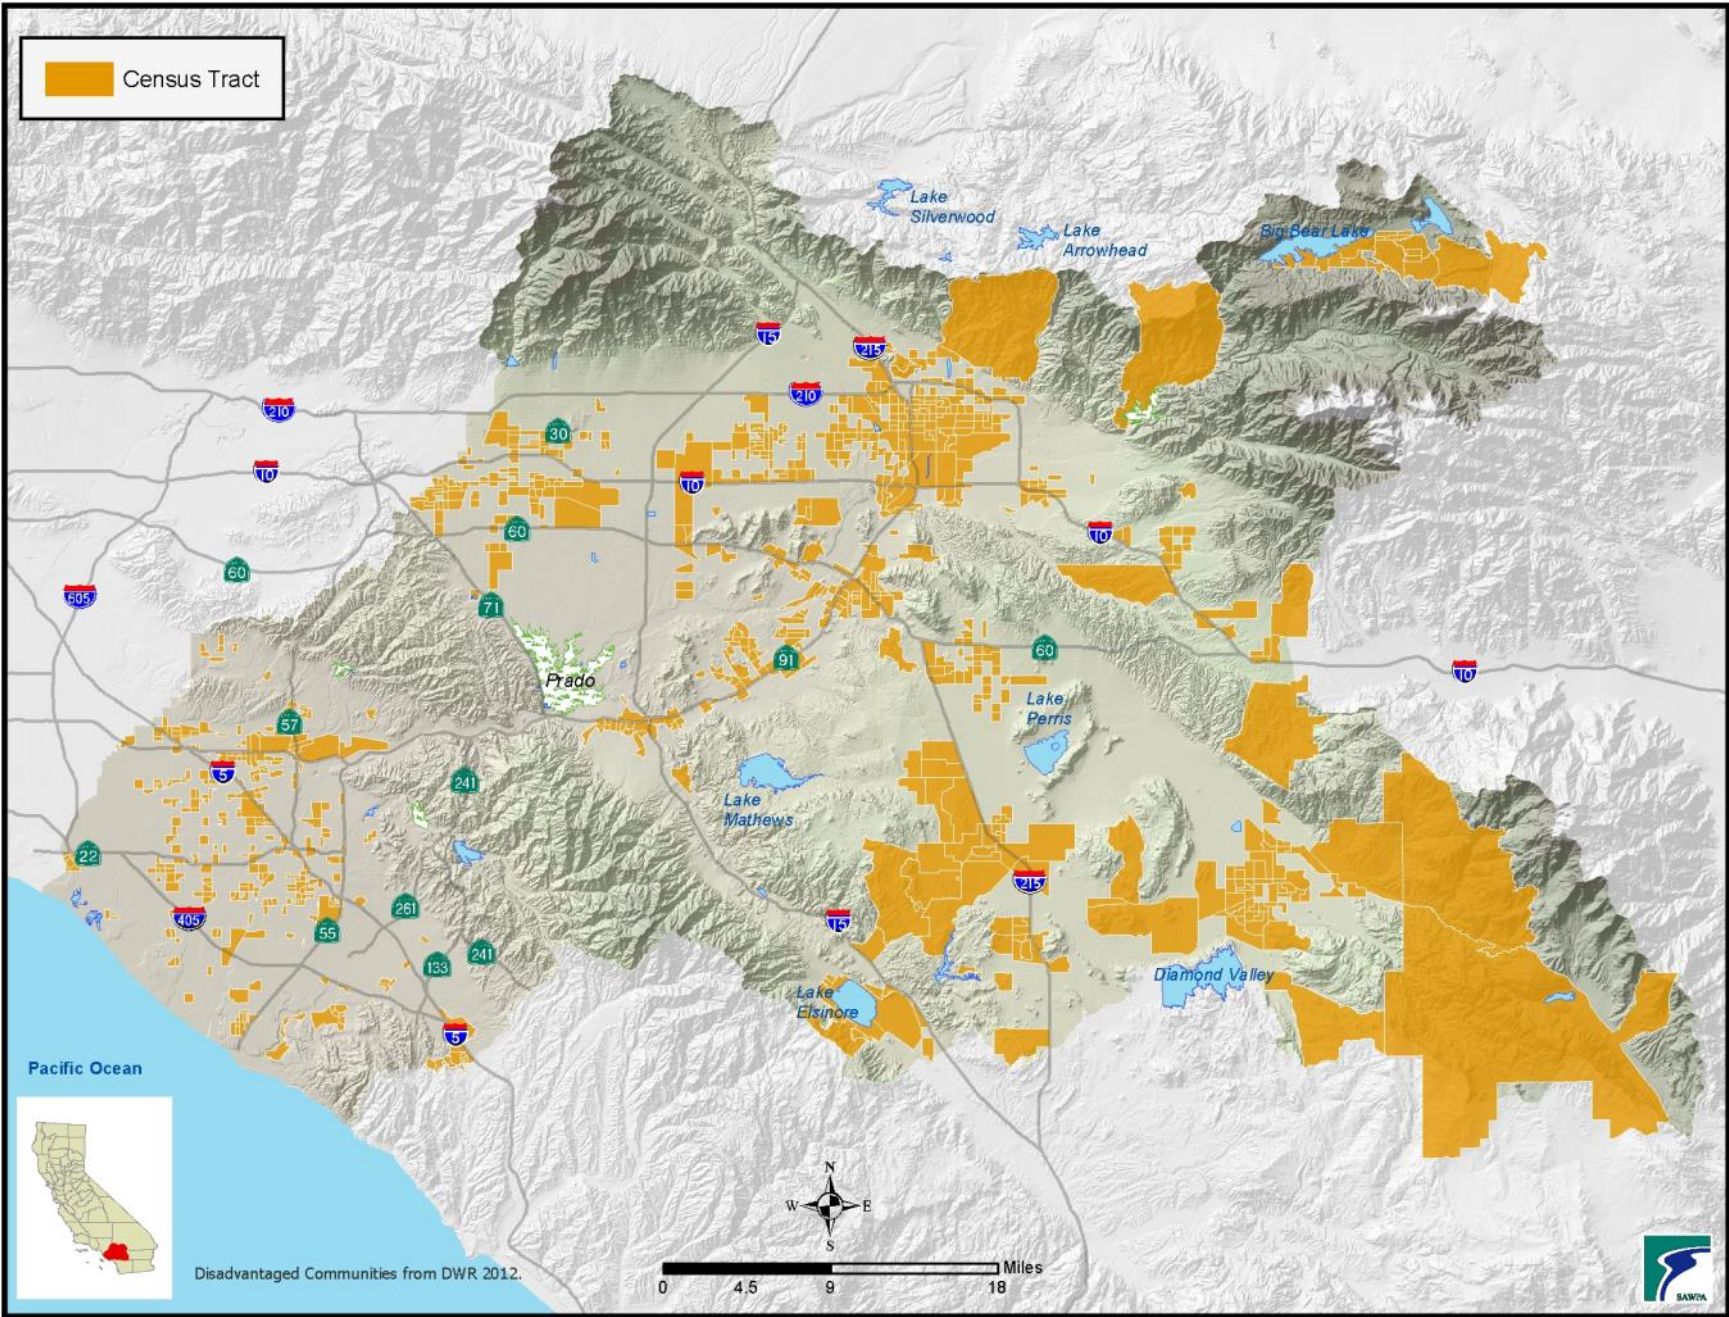 Census Tract
Lake
Silverwood
Lake
Arrowhead
Big Bear Lake
15
215
210
210
30
10
10
60
10
60
605
71
91
60
10
Prado
Lake
Perris
57
5
241
Lake
Mathews
22
215
261
405
15
55
241
133
Diamond Valley
Lake
Elsinore
5
Pacific Ocean
N
W
E
S
Disadvantaged Communities from DWR 2012.
Miles
0
4.5
9
18
SAWPA